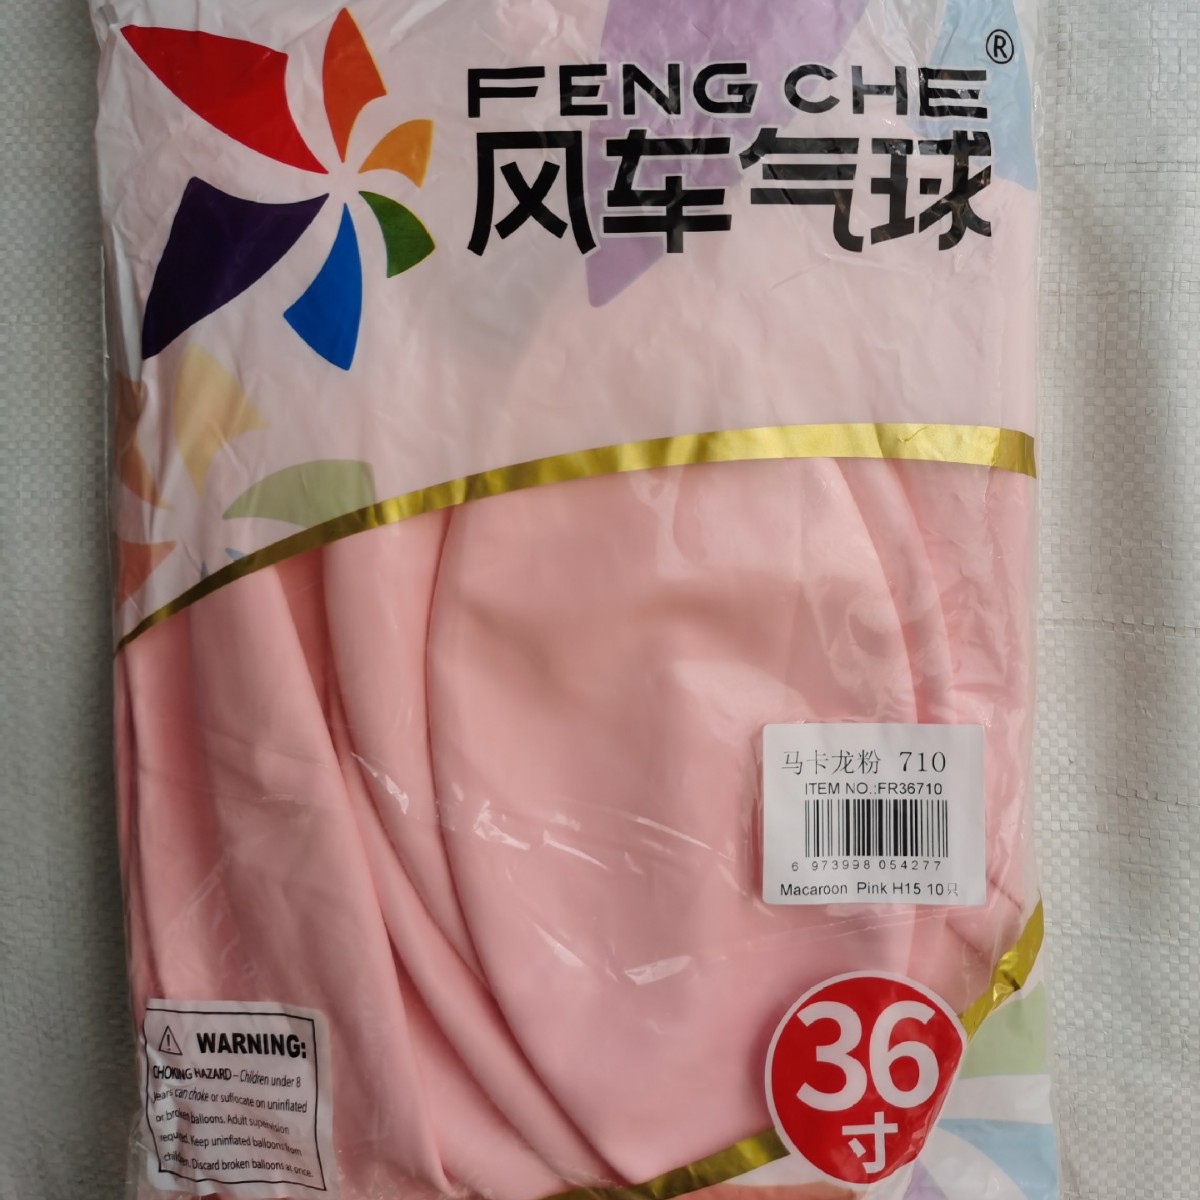 FENG CHE®
风车气球
马卡龙粉 710
ITEM NO.:FR36710
6 973998 054277
Macaroon Pink H15 10只
36
寸
WARNING:
CHOKING HAZARD – Children under 8
years can choke or suffocate on uninflated
or broken balloons. Adult supervision
required. Keep uninflated balloons from
children. Discard broken balloons at once.